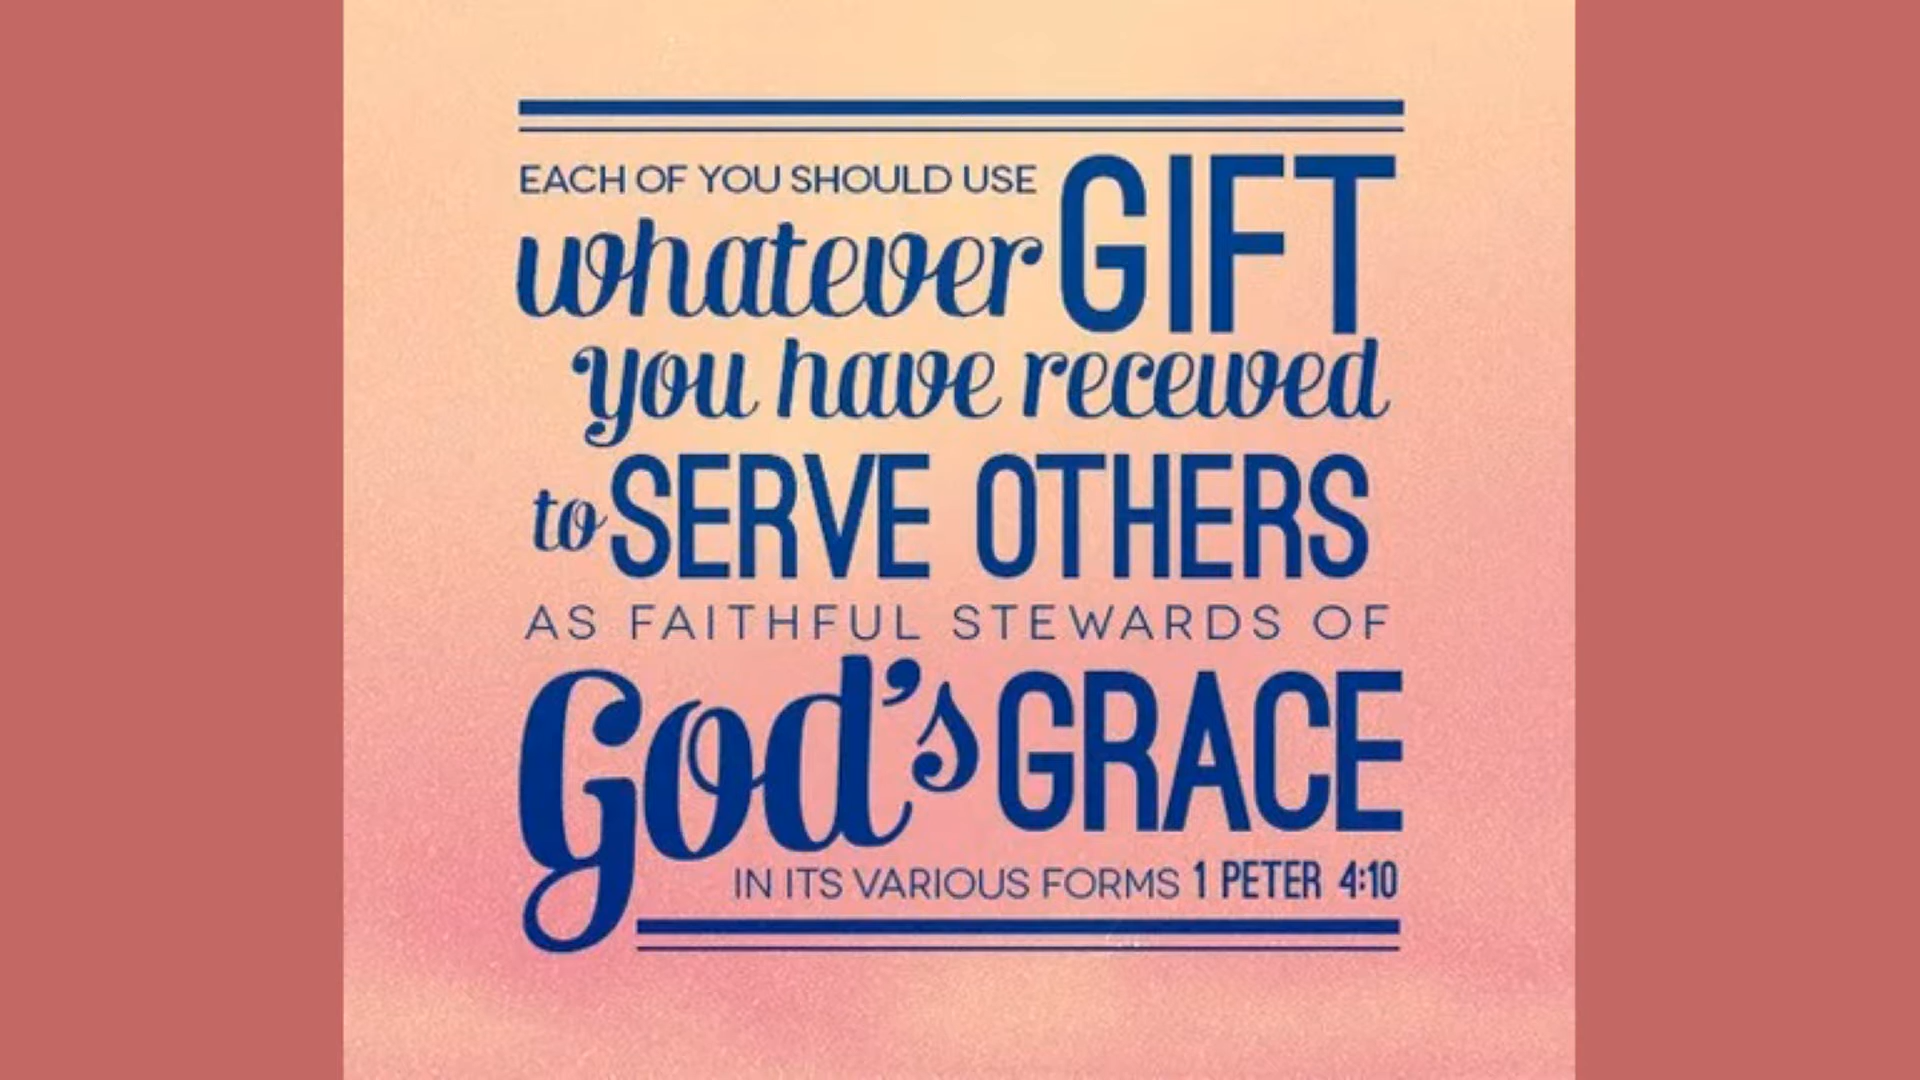 EACH OF YOU SHOULD USE
whatever GIFT
you have received
to SERVE OTHERS
AS FAITHFUL STEWARDS OF
God's GRACE
IN ITS VARIOUS FORMS 1 PETER 4:10